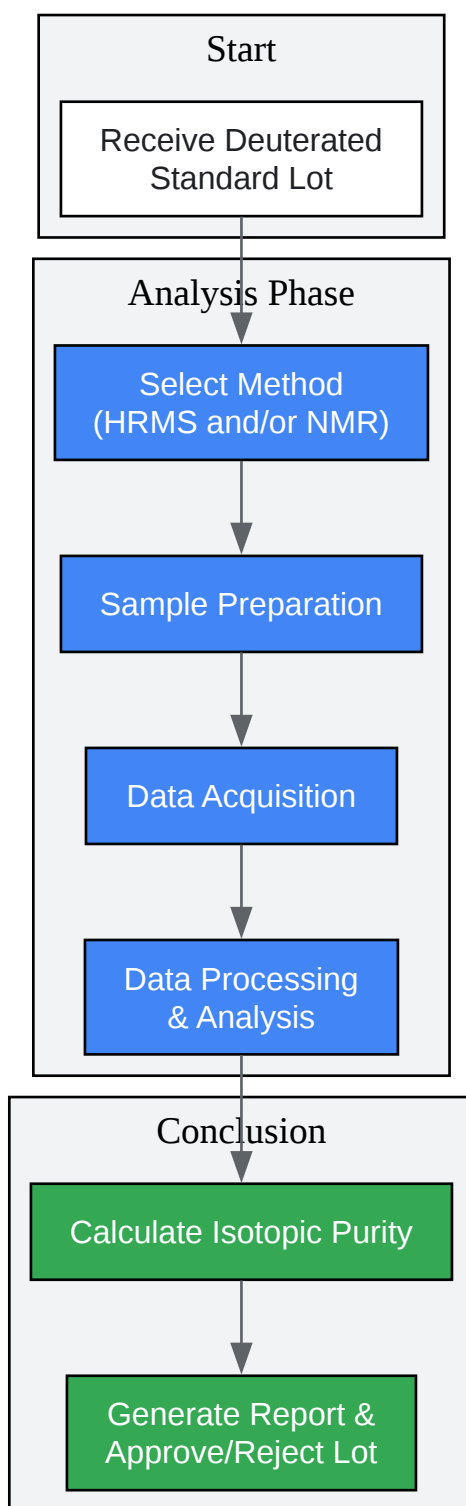 Start
Receive Deuterated
Standard Lot
Analysis Phase
Select Method
(HRMS and/or NMR)
Sample Preparation
Data Acquisition
Data Processing
& Analysis
Conclusion
Calculate Isotopic Purity
Generate Report &
Approve/Reject Lot